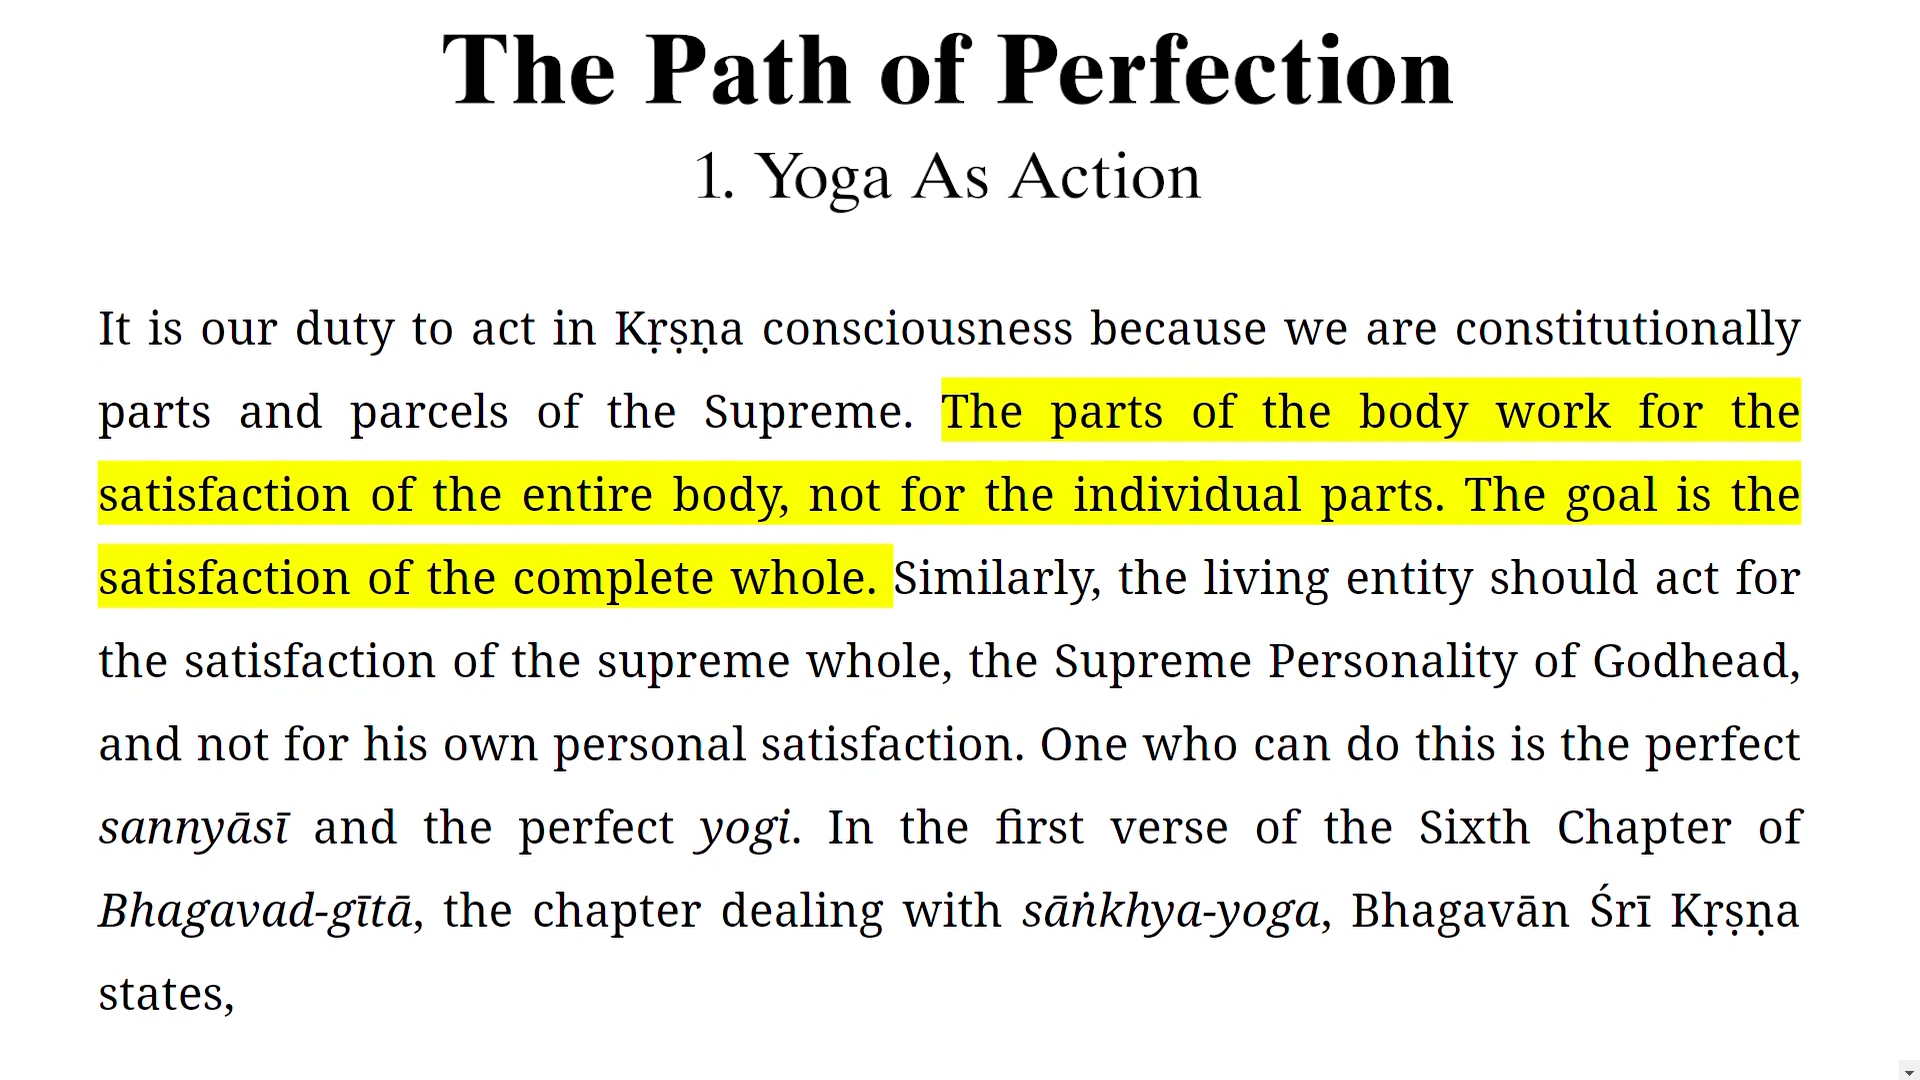 The Path of Perfection
1. Yoga As Action
It is our duty to act in Kṛṣṇa consciousness because we are constitutionally
parts and parcels of the Supreme. The parts of the body work for the
satisfaction of the entire body, not for the individual parts. The goal is the
satisfaction of the complete whole. Similarly, the living entity should act for
the satisfaction of the supreme whole, the Supreme Personality of Godhead,
and not for his own personal satisfaction. One who can do this is the perfect
sannyāsī and the perfect yogi. In the first verse of the Sixth Chapter of
Bhagavad-gītā, the chapter dealing with sāṅkhya-yoga, Bhagavān Śrī Kṛṣṇa
states,